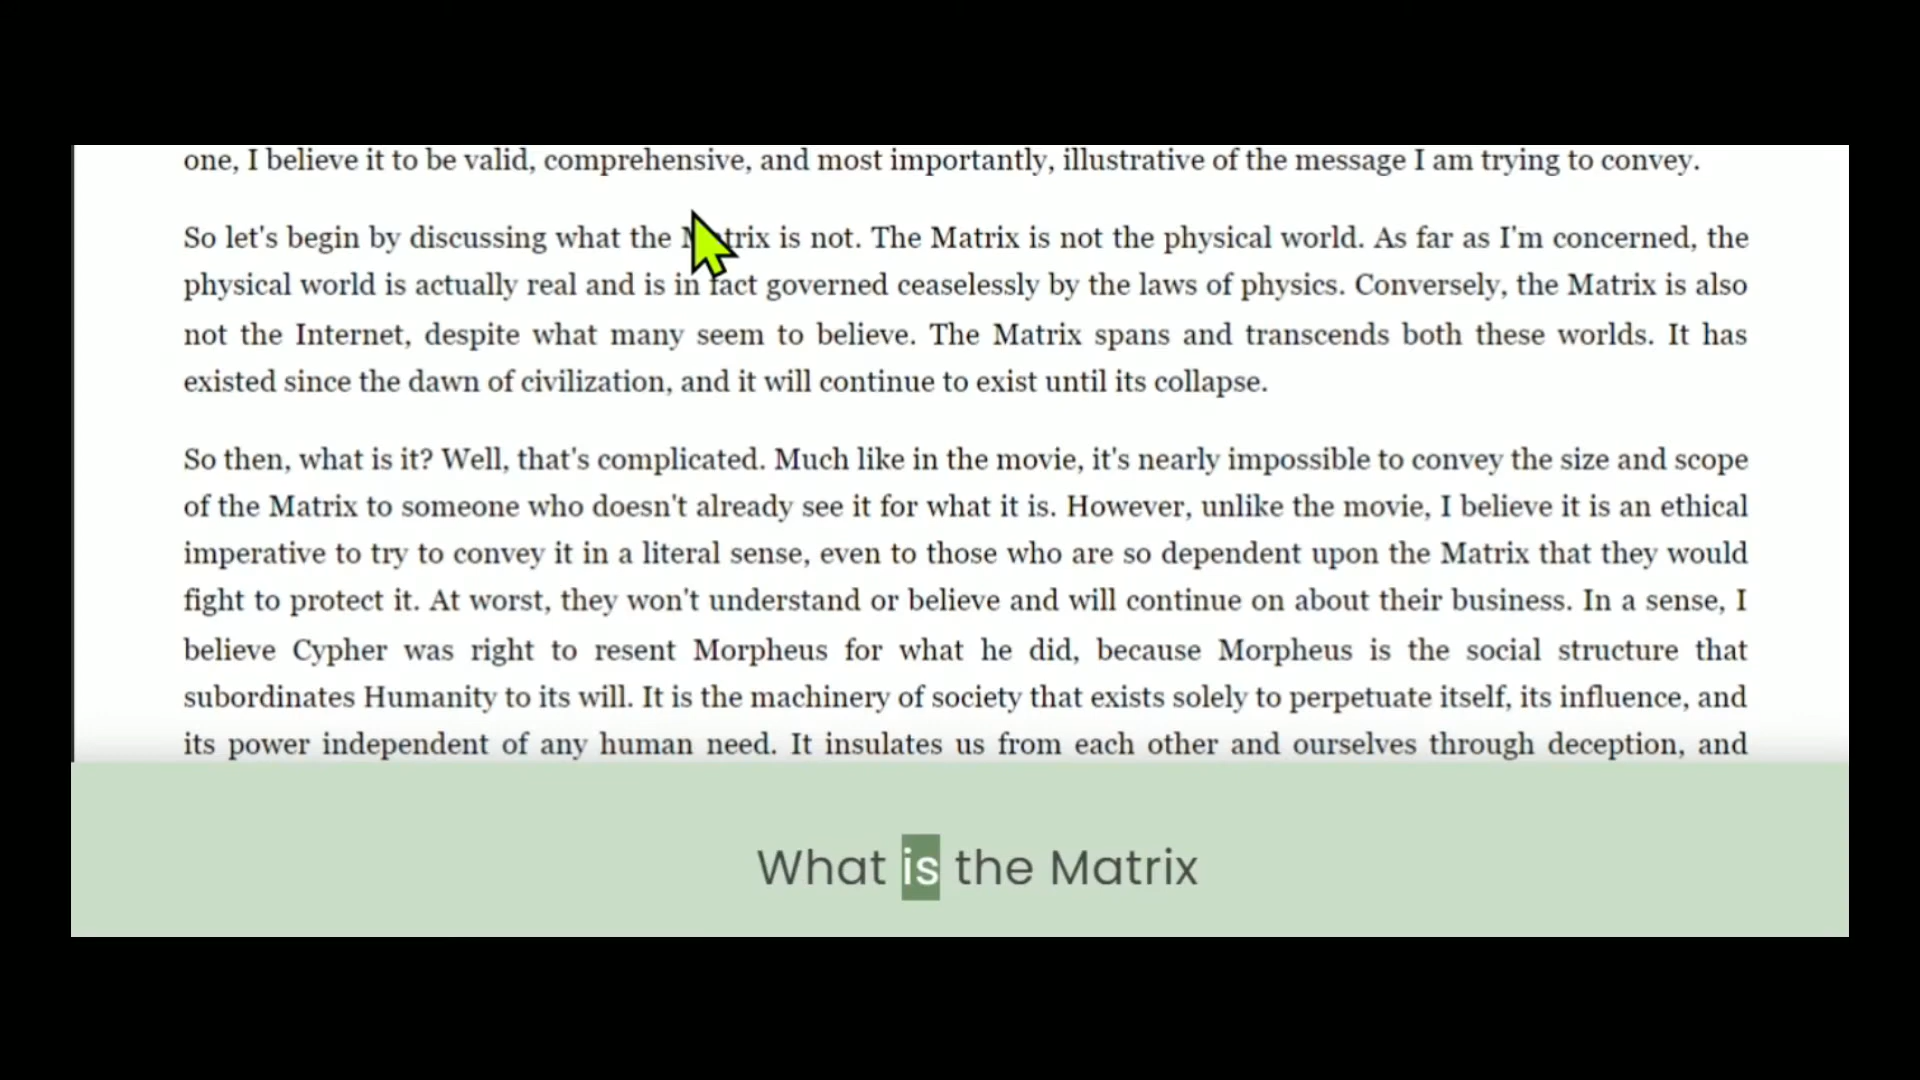 one, I believe it to be valid, comprehensive, and most importantly, illustrative of the message I am trying to convey.
So let's begin by discussing what the Matrix is not. The Matrix is not the physical world. As far as I'm concerned, the
physical world is actually real and is in fact governed ceaselessly by the laws of physics. Conversely, the Matrix is also
not the Internet, despite what many seem to believe. The Matrix spans and transcends both these worlds. It has
existed since the dawn of civilization, and it will continue to exist until its collapse.
So then, what is it? Well, that's complicated. Much like in the movie, it's nearly impossible to convey the size and scope
of the Matrix to someone who doesn't already see it for what it is. However, unlike the movie, I believe it is an ethical
imperative to try to convey it in a literal sense, even to those who are so dependent upon the Matrix that they would
fight to protect it. At worst, they won't understand or believe and will continue on about their business. In a sense, I
believe Cypher was right to resent Morpheus for what he did, because Morpheus is the social structure that
subordinates Humanity to its will. It is the machinery of society that exists solely to perpetuate itself, its influence, and
its power independent of any human need. It insulates us from each other and ourselves through deception, and
What is the Matrix